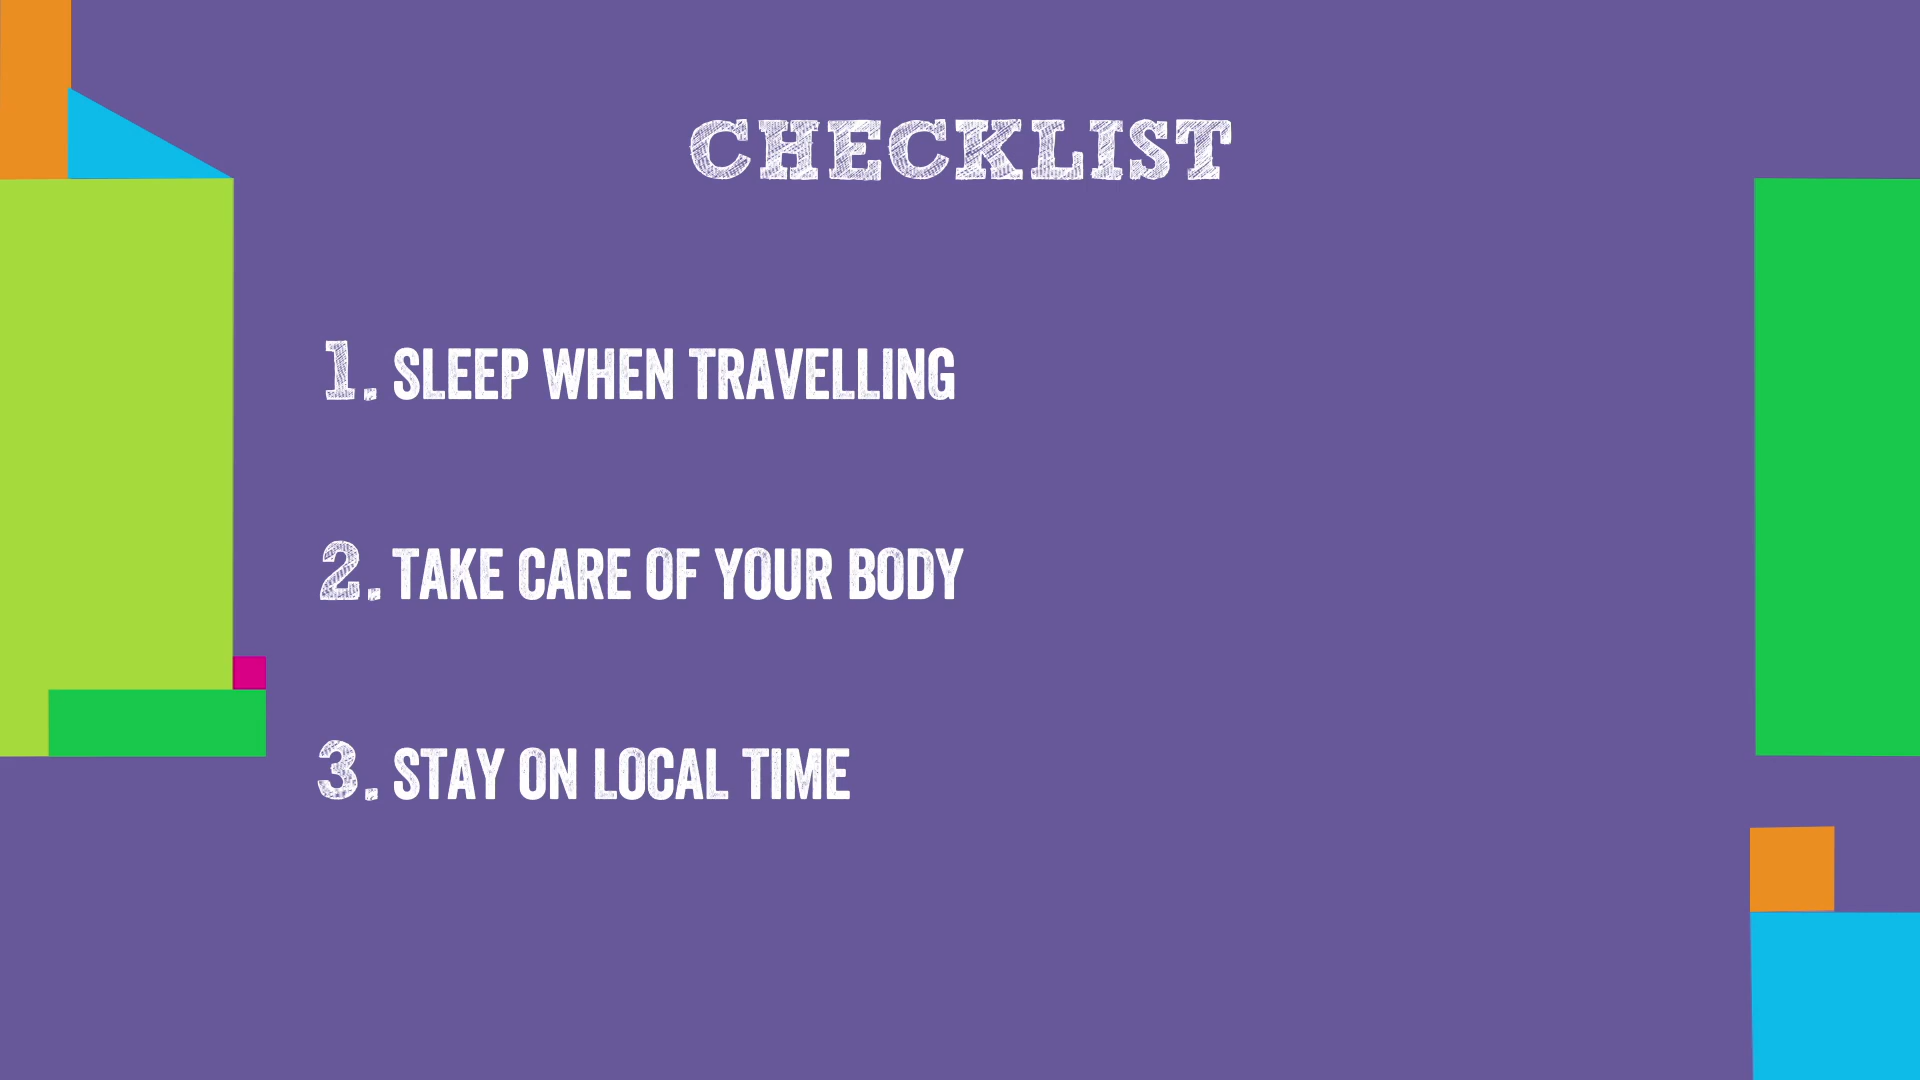 CHECKLIST
1. SLEEP WHEN TRAVELLING
2. TAKE CARE OF YOUR BODY
3. STAY ON LOCAL TIME